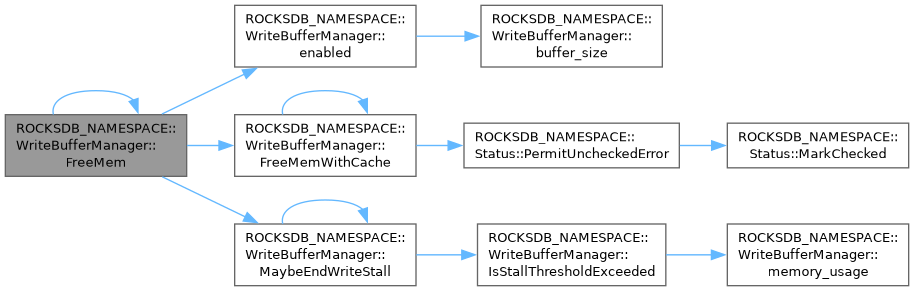 ROCKSDB_NAMESPACE::
WriteBufferManager::
enabled
ROCKSDB_NAMESPACE::
WriteBufferManager::
buffer_size
ROCKSDB_NAMESPACE::
WriteBufferManager::
FreeMem
ROCKSDB_NAMESPACE::
WriteBufferManager::
FreeMemWithCache
ROCKSDB_NAMESPACE::
Status::PermitUncheckedError
ROCKSDB_NAMESPACE::
Status::MarkChecked
ROCKSDB_NAMESPACE::
WriteBufferManager::
MaybeEndWriteStall
ROCKSDB_NAMESPACE::
WriteBufferManager::
IsStallThresholdExceeded
ROCKSDB_NAMESPACE::
WriteBufferManager::
memory_usage